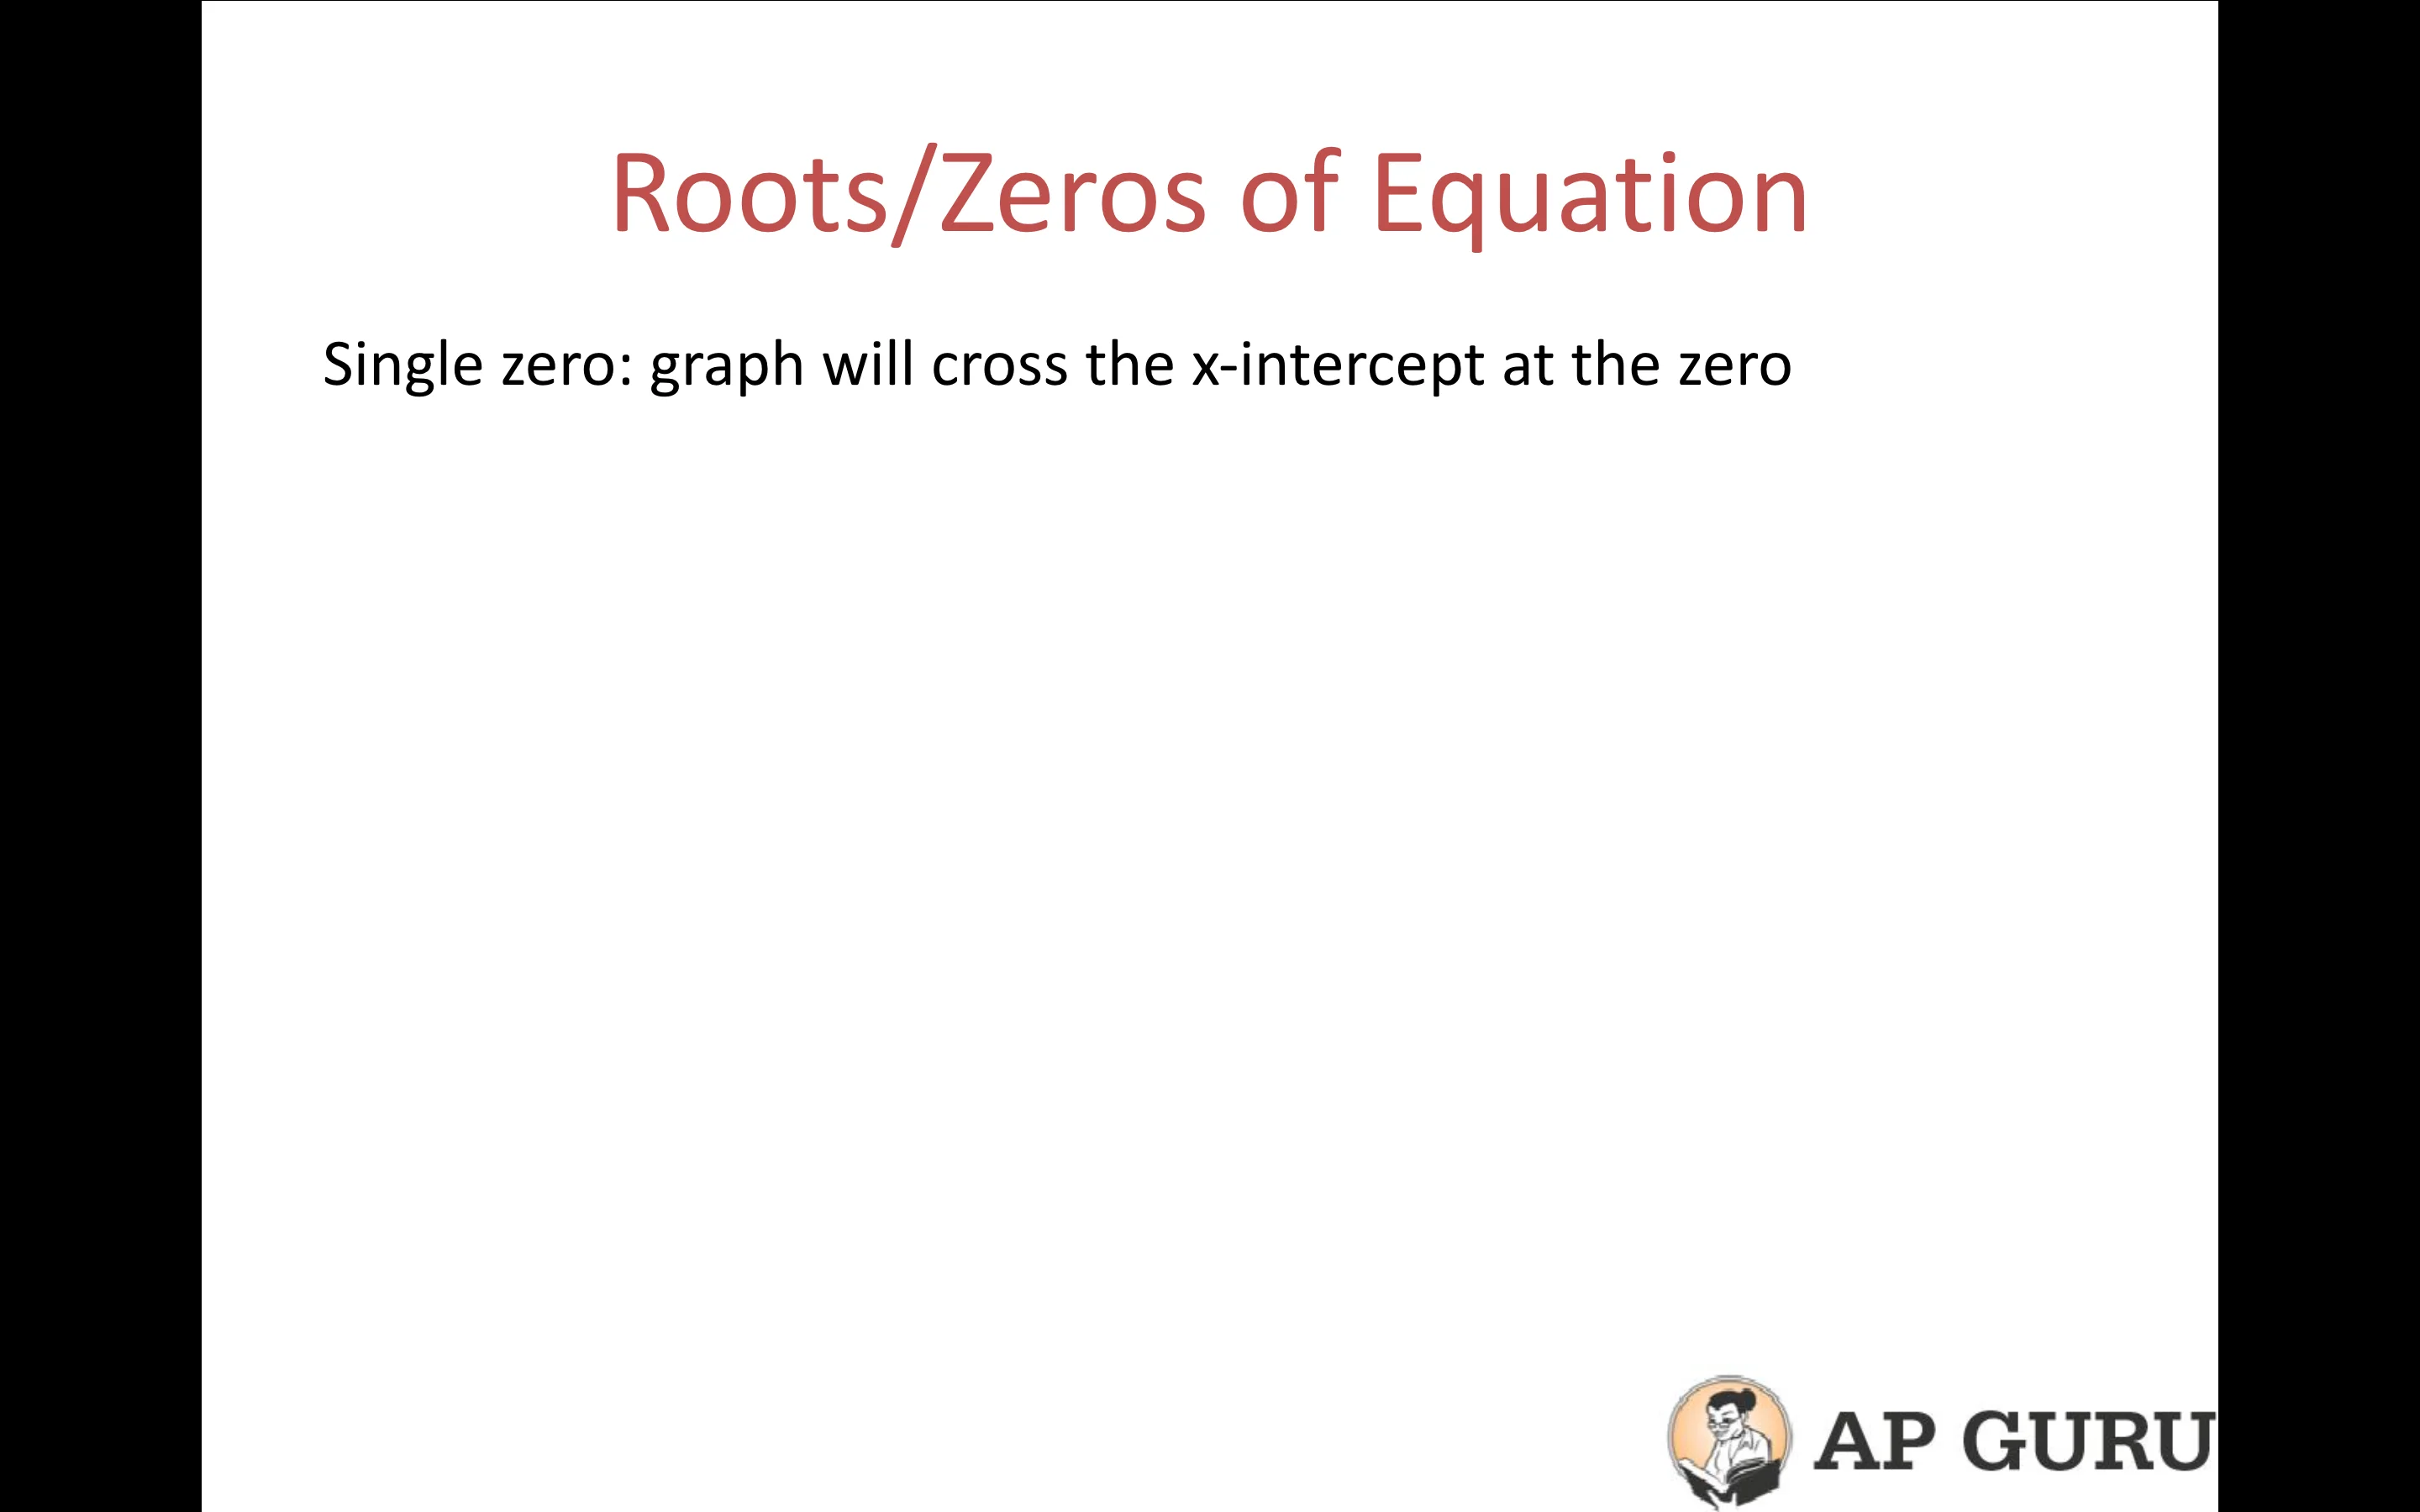 Roots/Zeros of Equation
Single zero: graph will cross the x-intercept at the zero
AP GURU